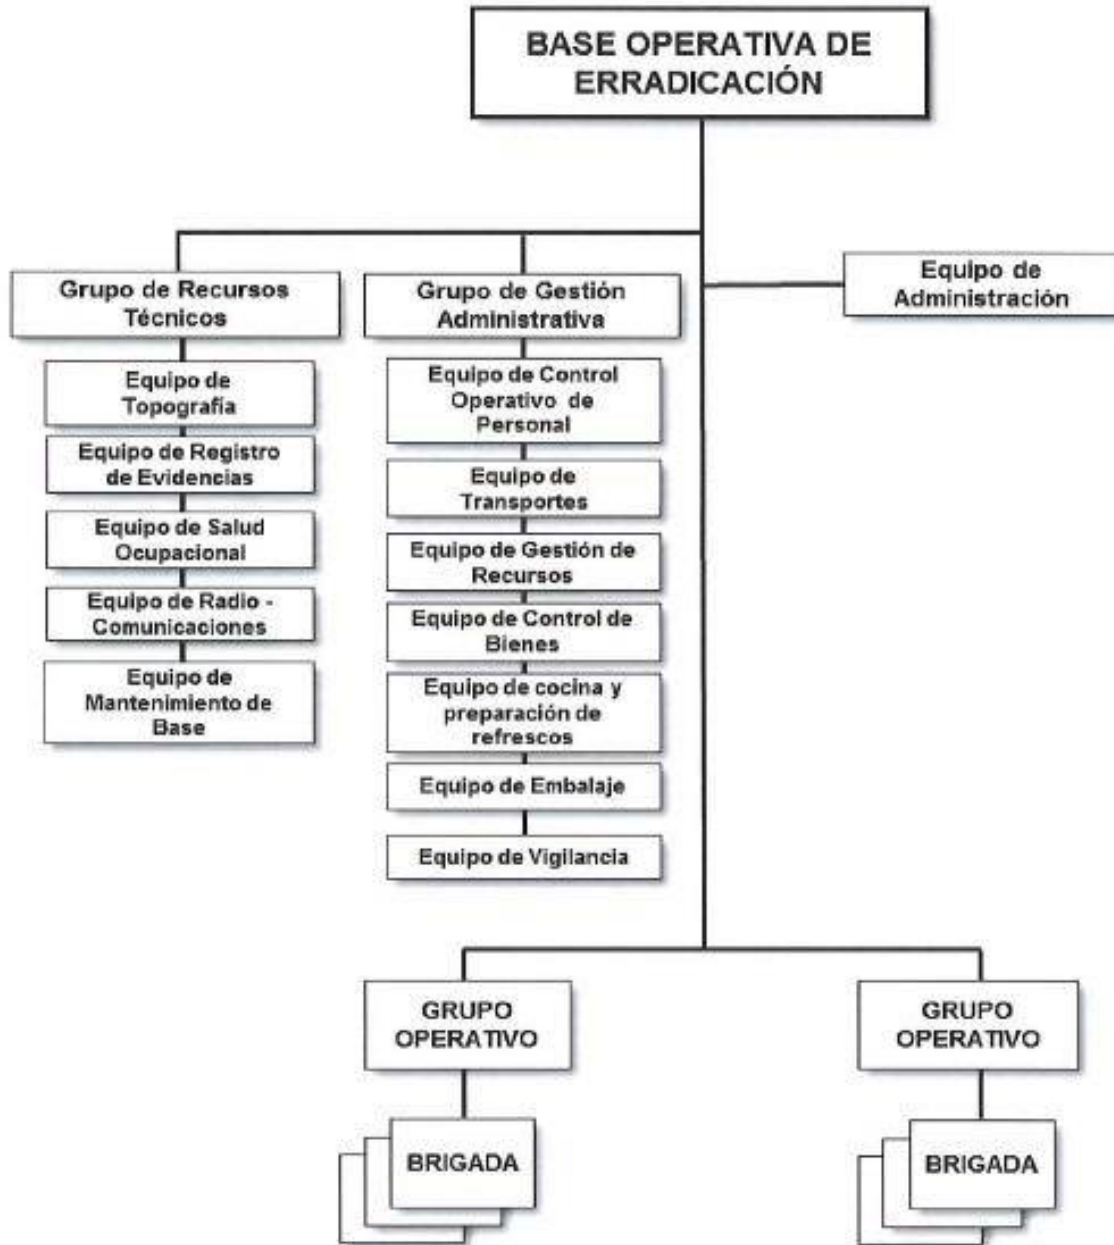 BASE OPERATIVA DE
ERRADICACIÓN
Grupo de Recursos
Técnicos
Equipo de
Topografía
Equipo de Registro
de Evidencias
Equipo de Salud
Ocupacional
Equipo de Radio -
Comunicaciones
Equipo de
Mantenimiento de
Base
Grupo de Gestión
Administrativa
Equipo de Control
Operativo de
Personal
Equipo de
Transportes
Equipo de Gestión de
Recursos
Equipo de Control de
Bienes
Equipo de cocina y
preparación de
refrescos
Equipo de Embalaje
Equipo de Vigilancia
Equipo de
Administración
GRUPO
OPERATIVO
BRIGADA
GRUPO
OPERATIVO
BRIGADA